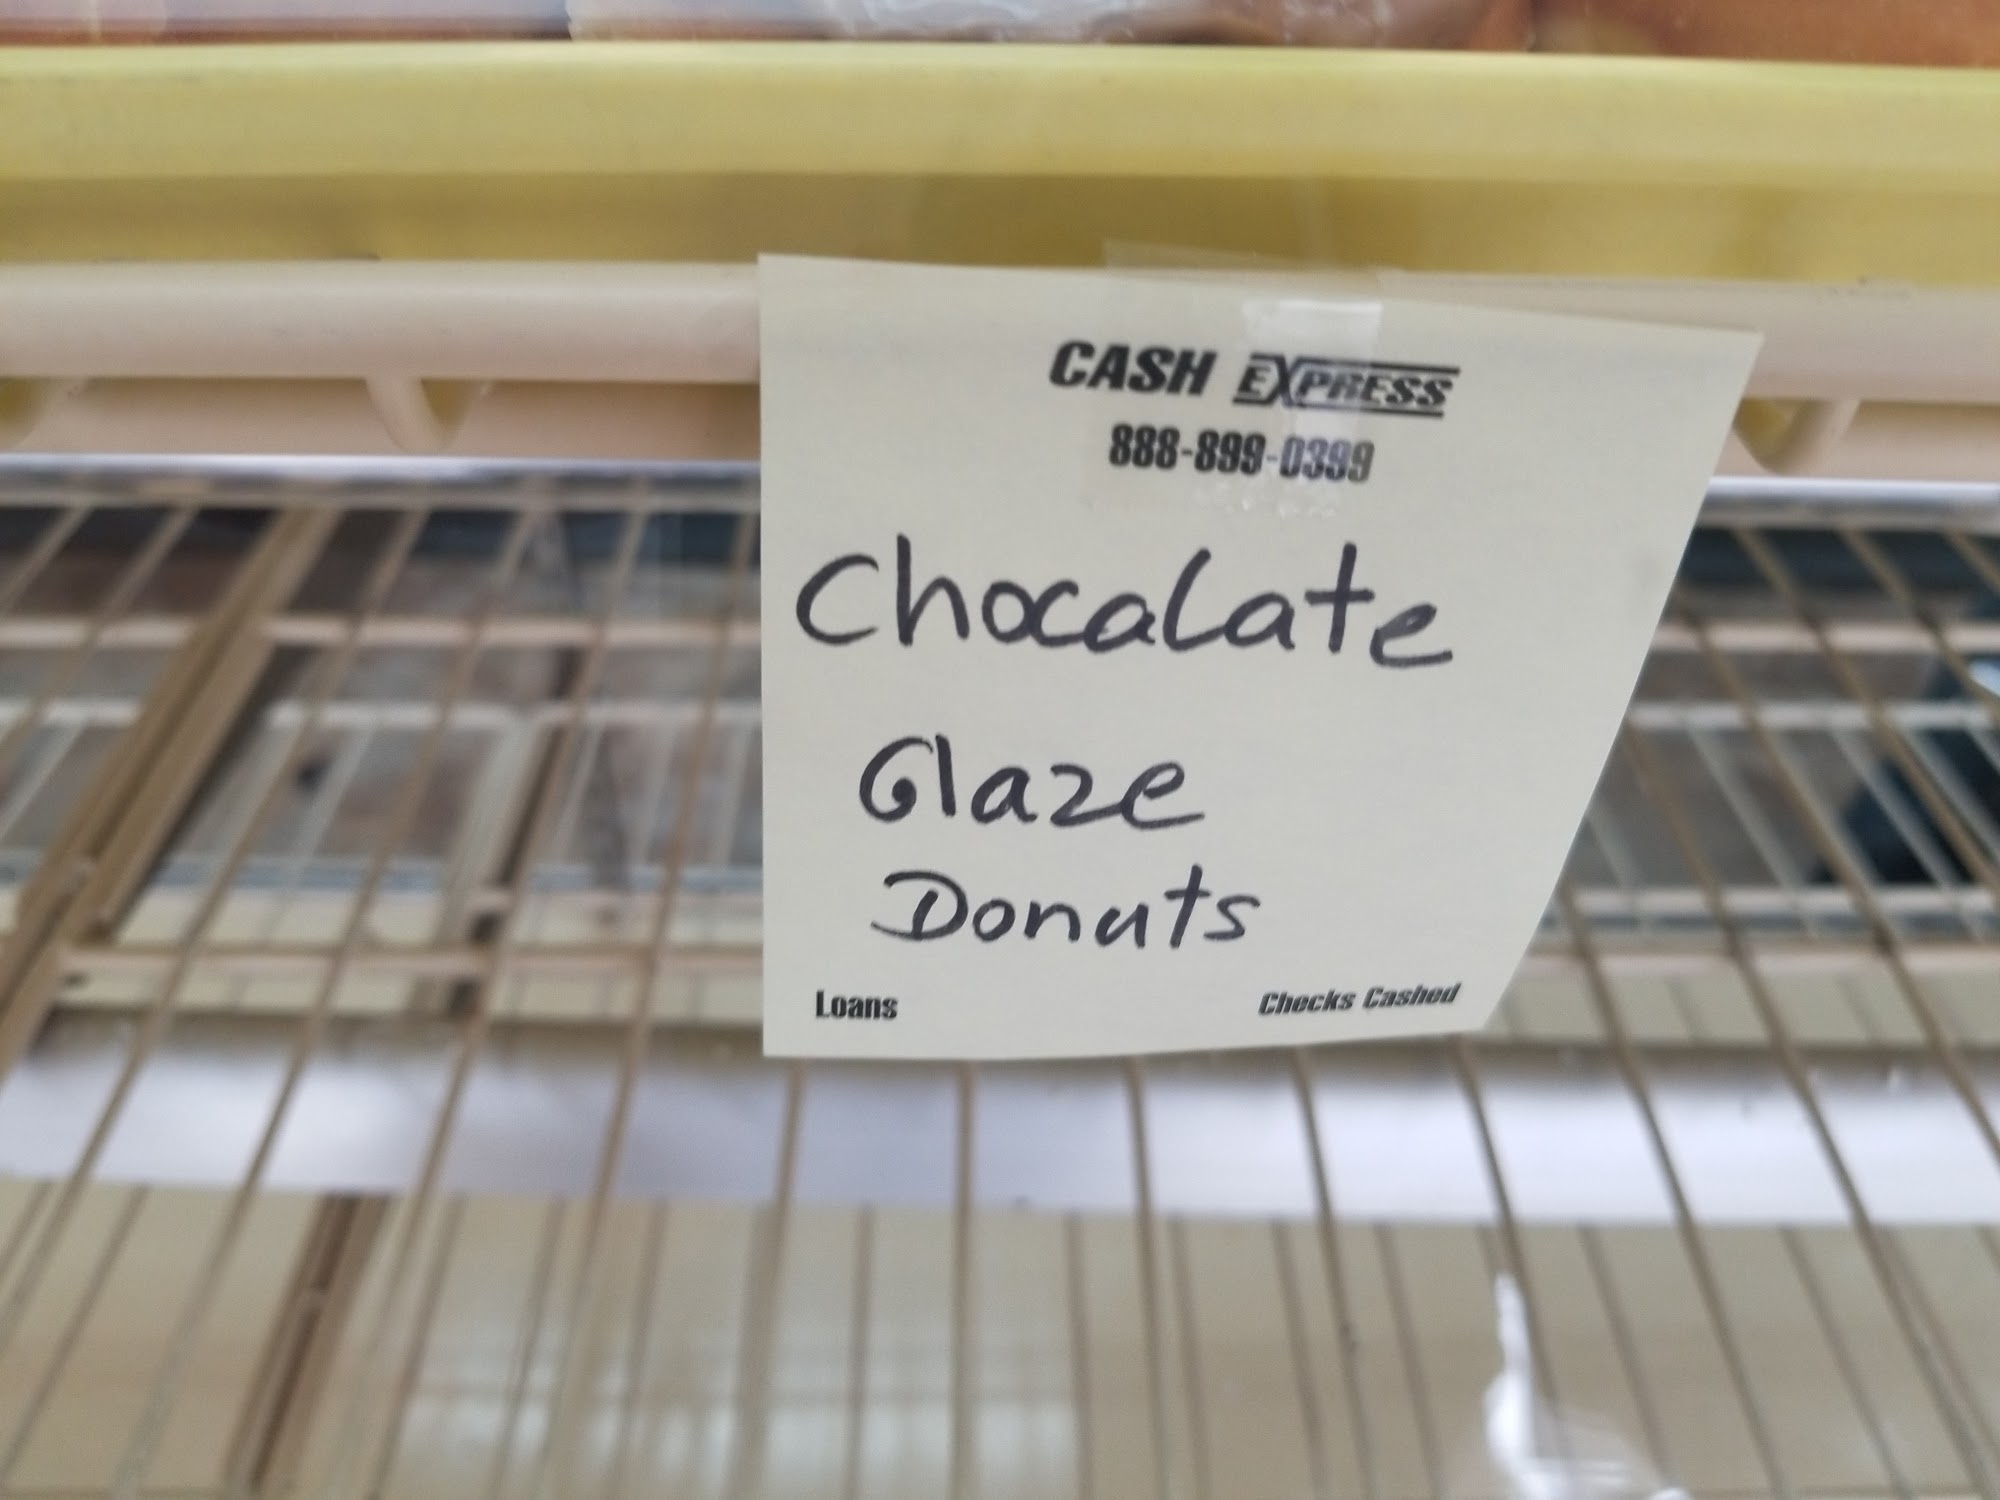 CASH EXPRESS
888-899-0399
Chocalate
Glaze
Donuts
Loans Checks Cashed